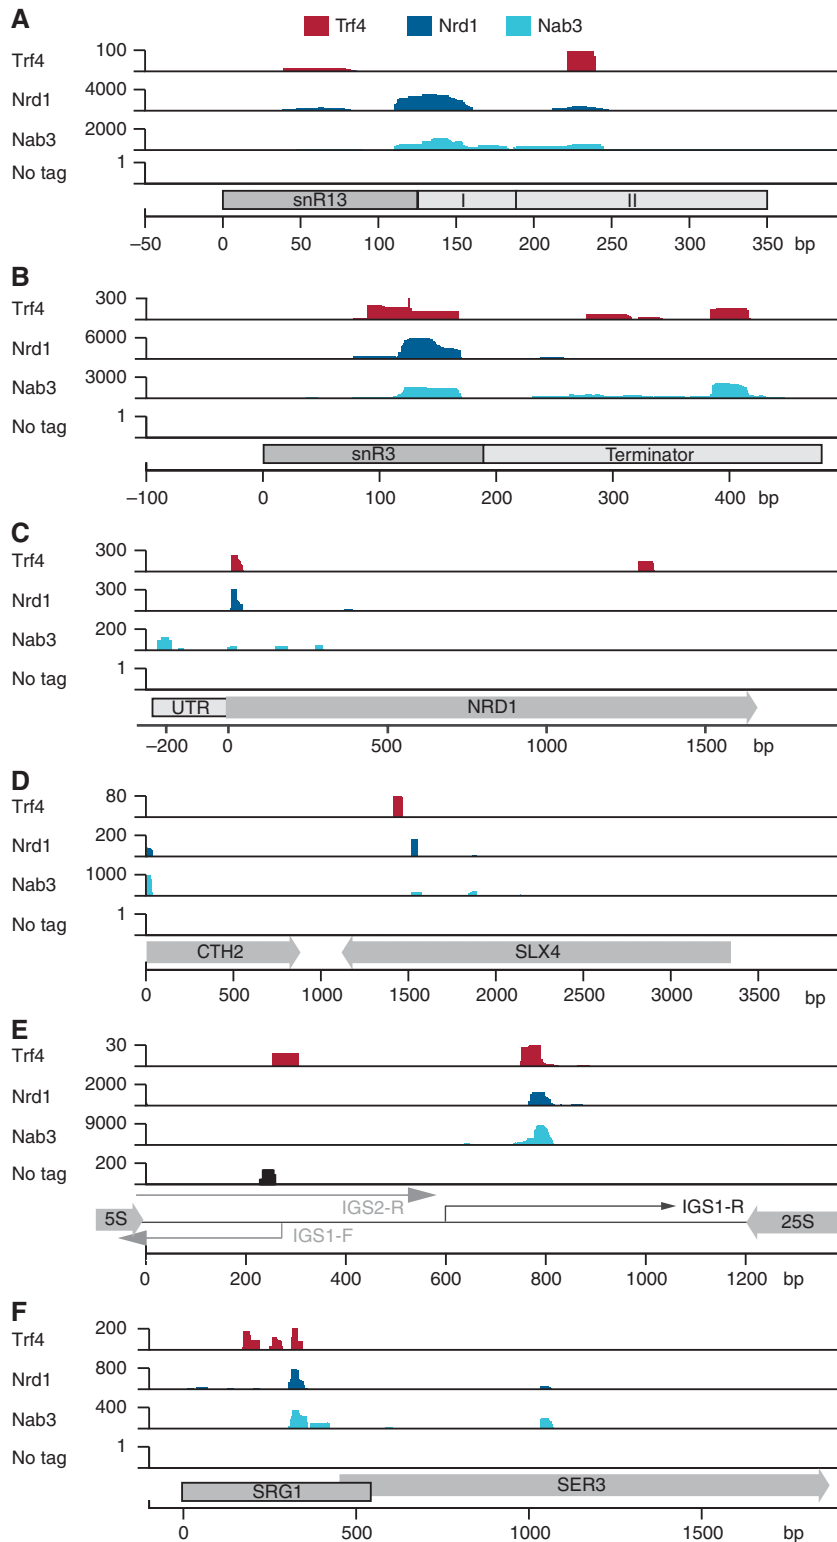 A
Trf4 Nrd1 Nab3
Trf4 100
Nrd1 4000
Nab3 2000
No tag 1
snR13 I II
–50 0 50 100 150 200 250 300 350 bp
B
Trf4 300
Nrd1 6000
Nab3 3000
No tag 1
snR3 Terminator
–100 0 100 200 300 400 bp
C
Trf4 300
Nrd1 300
Nab3 200
No tag 1
UTR NRD1
–200 0 500 1000 1500 bp
D
Trf4 80
Nrd1 200
Nab3 1000
No tag 1
CTH2 SLX4
0 500 1000 1500 2000 2500 3000 3500 bp
E
Trf4 30
Nrd1 2000
Nab3 9000
No tag 200
IGS2-R IGS1-R
5S 25S
IGS1-F
0 200 400 600 800 1000 1200 bp
F
Trf4 200
Nrd1 800
Nab3 400
No tag 1
SRG1 SER3
0 500 1000 1500 bp